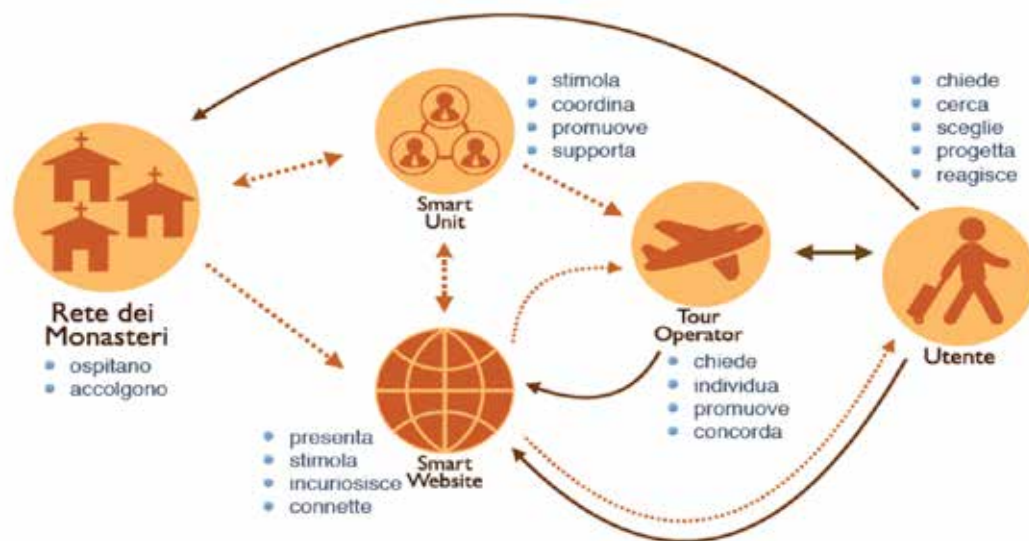 stimola
coordina
promuove
supporta
chiede
cerca
sceglie
progetta
reagisce
Smart
Unit
Rete dei
Monasteri
ospitano
accolgono
Tour
Operator
chiede
individua
promuove
concorda
Utente
presenta
stimola
incuriosisce
connette
Smart
Website